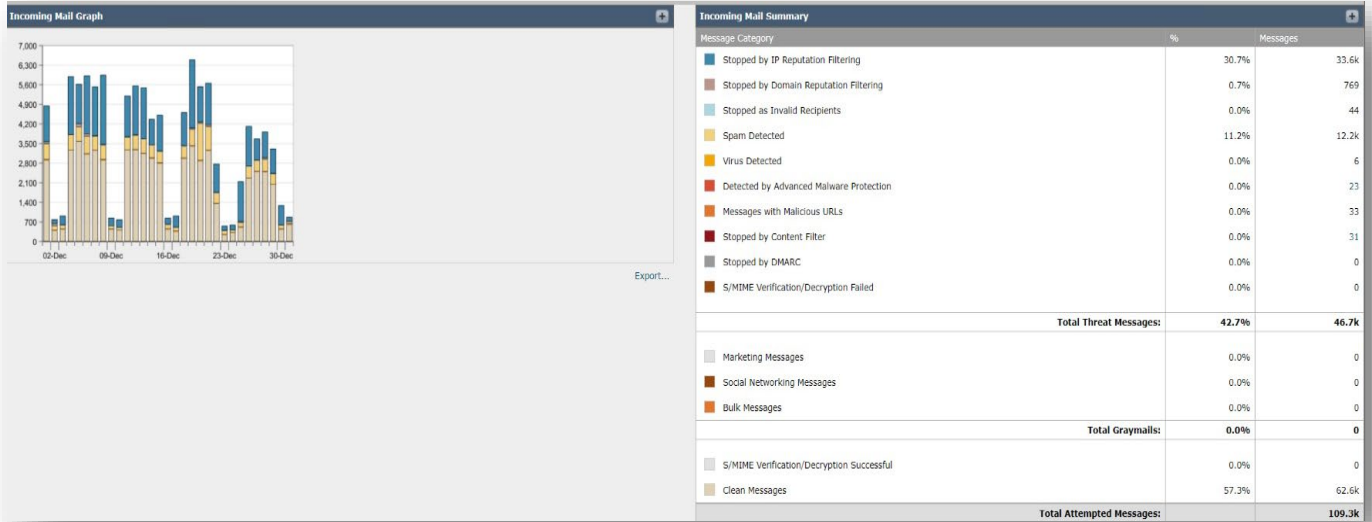 Incoming Mail Graph
7,000
6,300
5,600
4,900
4,200
3,500
2,800
2,100
1,400
700
0
02-Dec 09-Dec 16-Dec 23-Dec 30-Dec
Export...
Incoming Mail Summary
Message Category % Messages
Stopped by IP Reputation Filtering 30.7% 33.6k
Stopped by Domain Reputation Filtering 0.7% 769
Stopped as Invalid Recipients 0.0% 44
Spam Detected 11.2% 12.2k
Virus Detected 0.0% 6
Detected by Advanced Malware Protection 0.0% 23
Messages with Malicious URLs 0.0% 33
Stopped by Content Filter 0.0% 31
Stopped by DMARC 0.0% 0
S/MIME Verification/Decryption Failed 0.0% 0
Total Threat Messages: 42.7% 46.7k
Marketing Messages 0.0% 0
Social Networking Messages 0.0% 0
Bulk Messages 0.0% 0
Total Graymails: 0.0% 0
S/MIME Verification/Decryption Successful 0.0% 0
Clean Messages 57.3% 62.6k
Total Attempted Messages: 109.3k